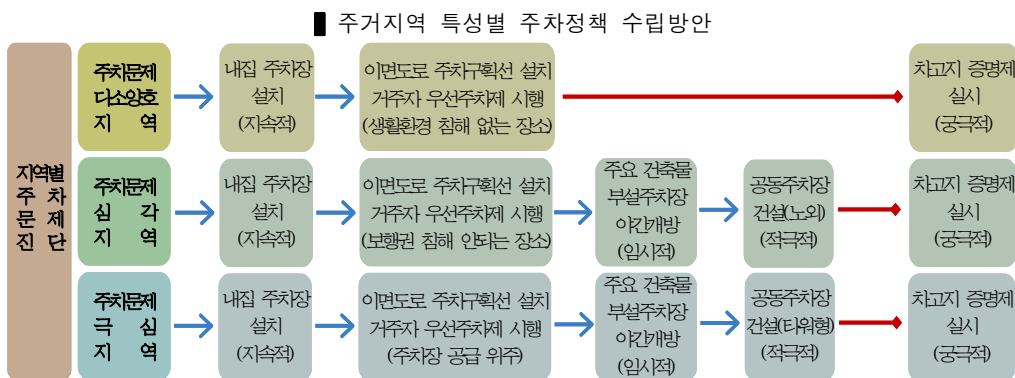 주거지역 특성별 주차정책 수립방안
지역별
주 차
문 제
진 단
주차문제
다소양호
지 역
내집 주차장
설치
(지속적)
이면도로 주차구획선 설치
거주자 우선주차제 시행
(생활환경 침해 없는 장소)
차고지 증명제
실시
(궁극적)
주차문제
심 각
지 역
내집 주차장
설치
(지속적)
이면도로 주차구획선 설치
거주자 우선주차제 시행
(보행권 침해 안되는 장소)
주요 건축물
부설주차장
야간개방
(임시적)
공동주차장
건설(노외)
(적극적)
차고지 증명제
실시
(궁극적)
주차문제
극 심
지 역
내집 주차장
설치
(지속적)
이면도로 주차구획선 설치
거주자 우선주차제 시행
(주차장 공급 위주)
주요 건축물
부설주차장
야간개방
(임시적)
공동주차장
건설(타워형)
(적극적)
차고지 증명제
실시
(궁극적)